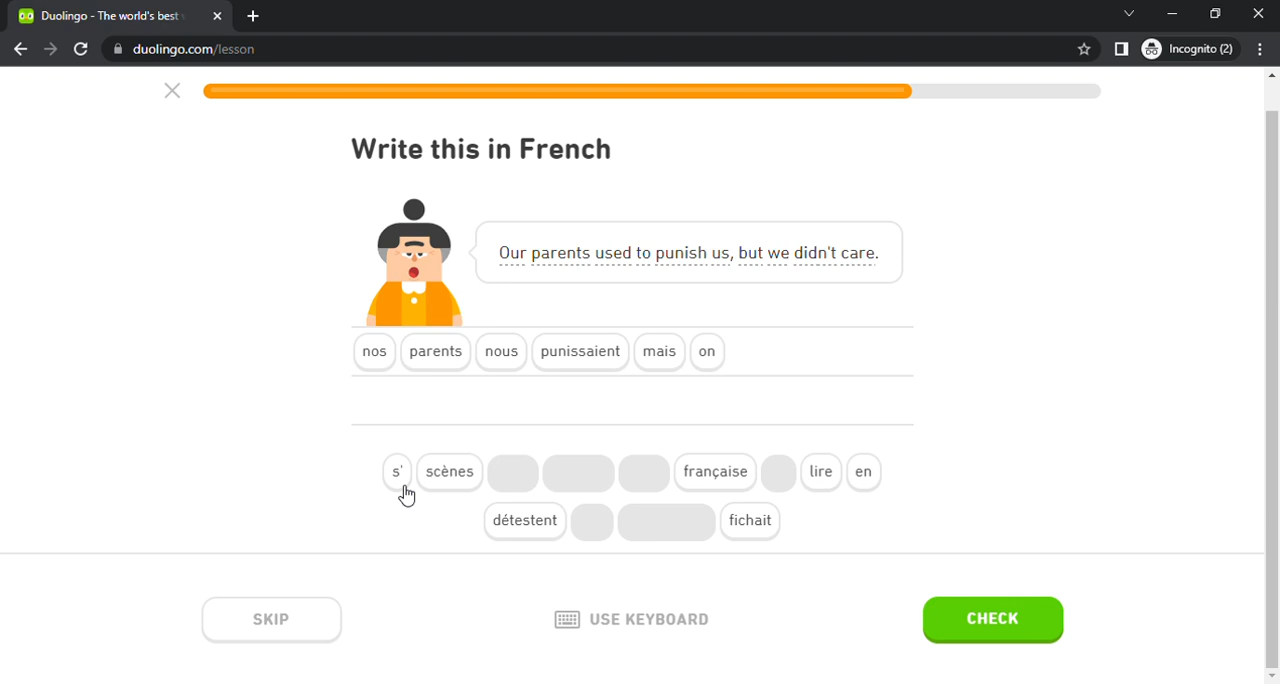 Duolingo - The world's best
duolingo.com/lesson
Incognito (2)
Write this in French
Our parents used to punish us, but we didn't care.
nos parents nous punissaient mais on
s' scènes française lire en
détestent fichait
SKIP USE KEYBOARD CHECK